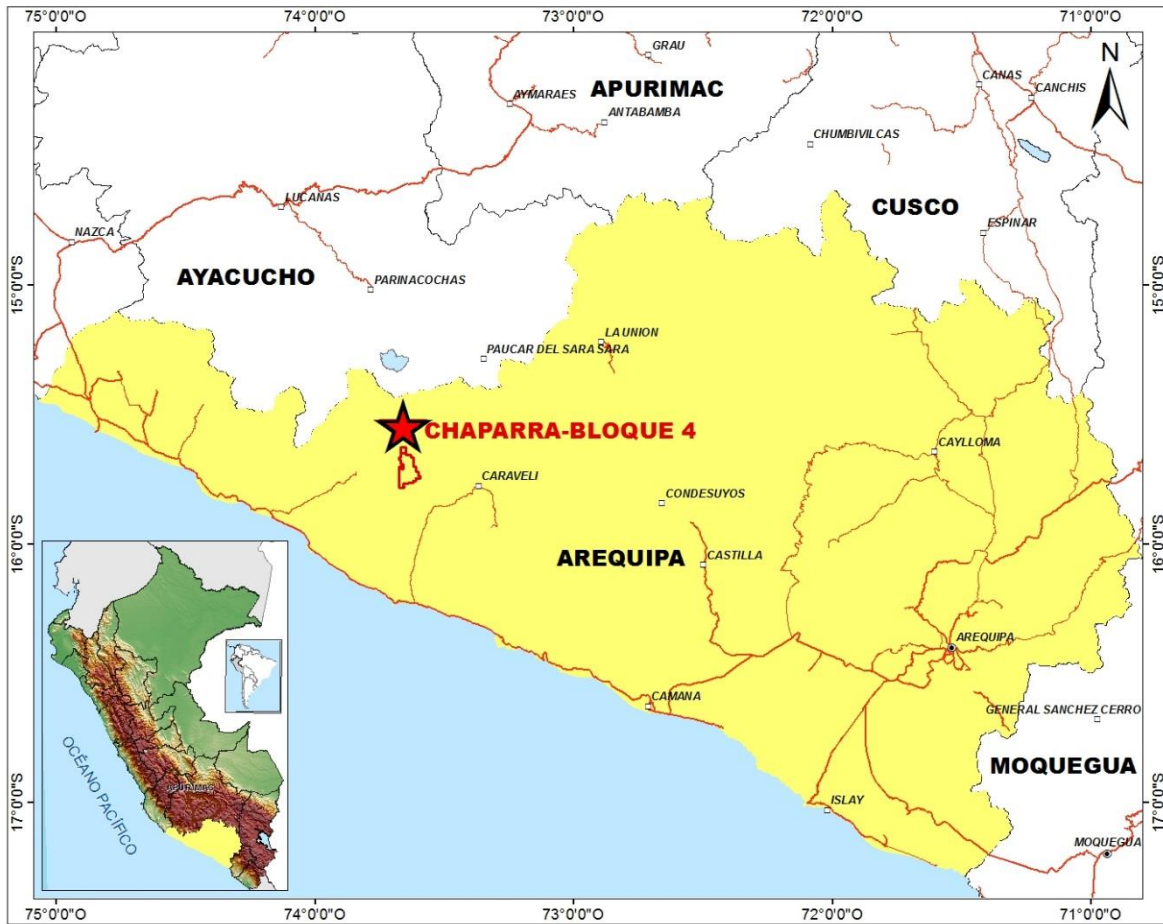 75°0'0"O 74°0'0"O 73°0'0"O 72°0'0"O 71°0'0"O
N
GRAU
APURIMAC
CANAS
CANCHIS
AYMARAES
ANTABAMBA
CHUMBIVILCAS
LUCANAS
CUSCO
NAZCA
ESPINAR
AYACUCHO
PARINACOCHAS
15°0'0"S
15°0'0"S
LA UNION
PAUCAR DEL SARA SARA
CHAPARRA-BLOQUE 4
CAYLLOMA
CARAVELI
CONDESUYOS
16°0'0"S
16°0'0"S
AREQUIPA
CASTILLA
AREQUIPA
CAMANA
GENERAL SANCHEZ CERRO
OCÉANO PACÍFICO
APURIMAC
MOQUEGUA
17°0'0"S
17°0'0"S
ISLAY
MOQUEGUA
75°0'0"O 74°0'0"O 73°0'0"O 72°0'0"O 71°0'0"O